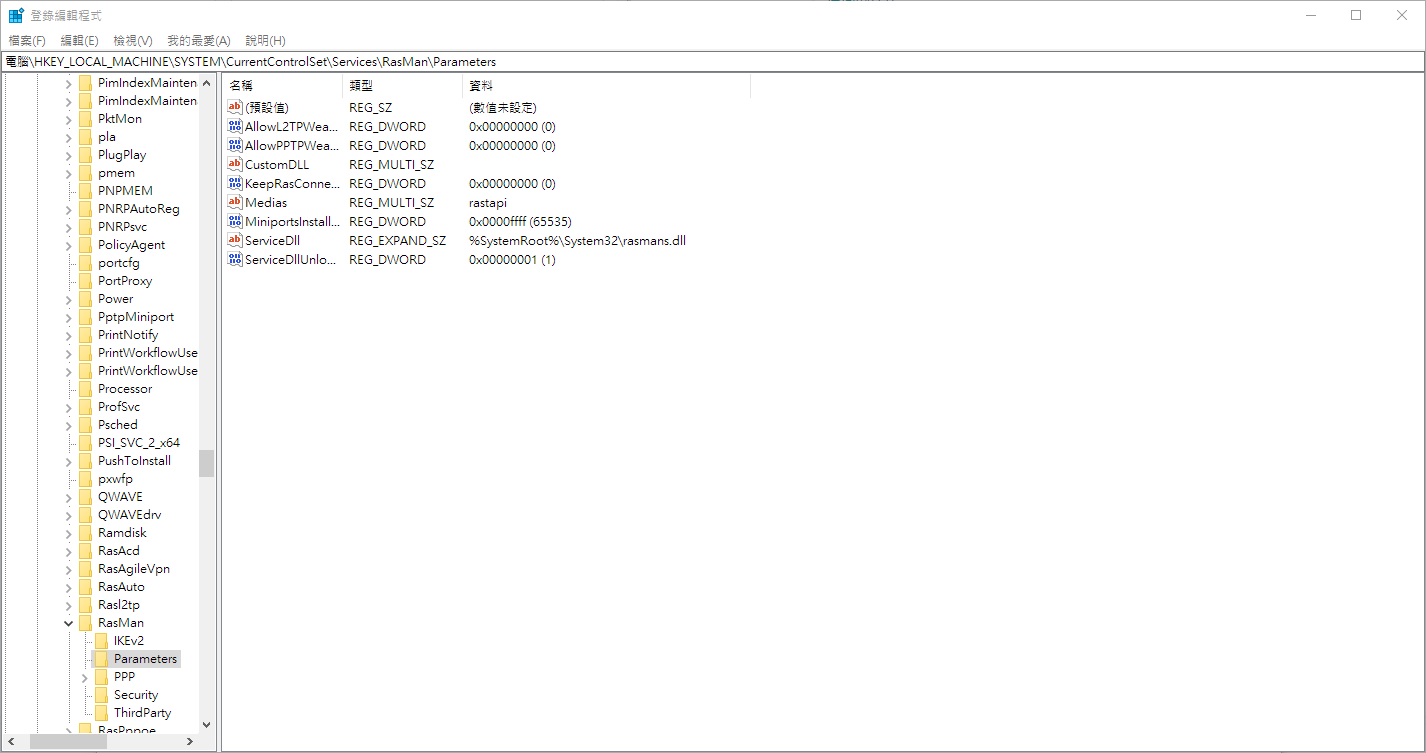 登錄編輯程式
檔案(F) 編輯(E) 檢視(V) 我的最愛(A) 說明(H)
電腦\HKEY_LOCAL_MACHINE\SYSTEM\CurrentControlSet\Services\RasMan\Parameters
PimIndexMainten
PimIndexMainten
PktMon
pla
PlugPlay
pmem
PNPMEM
PNRPAutoReg
PNRPsvc
PolicyAgent
portcfg
PortProxy
Power
PptpMiniport
PrintNotify
PrintWorkflowUse
PrintWorkflowUse
Processor
ProfSvc
Psched
PSI_SVC_2_x64
PushToInstall
pxwfp
QWAVE
QWAVEdrv
Ramdisk
RasAcd
RasAgileVpn
RasAuto
Rasl2tp
RasMan
IKEv2
Parameters
PPP
Security
ThirdParty
RasPppoe
名稱 類型 資料
(預設值) REG_SZ (數值未設定)
AllowL2TPWea... REG_DWORD 0x00000000 (0)
AllowPPTPWea... REG_DWORD 0x00000000 (0)
CustomDLL REG_MULTI_SZ
KeepRasConne... REG_DWORD 0x00000000 (0)
Medias REG_MULTI_SZ rastapi
MiniportsInstall... REG_DWORD 0x0000ffff (65535)
ServiceDll REG_EXPAND_SZ %SystemRoot%\System32\rasmans.dll
ServiceDllUnlo... REG_DWORD 0x00000001 (1)